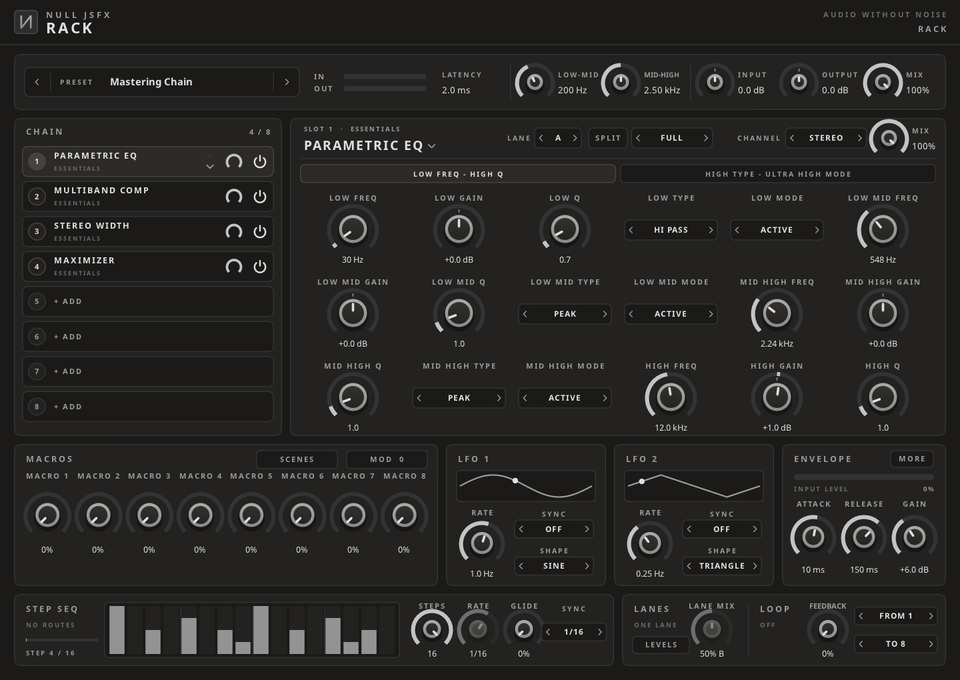 NULL JSFX
RACK
AUDIO WITHOUT NOISE
RACK
PRESET Mastering Chain
IN
OUT
LATENCY
2.0 ms
LOW-MID
200 Hz
MID-HIGH
2.50 kHz
INPUT
0.0 dB
OUTPUT
0.0 dB
MIX
100%
CHAIN 4 / 8
1 PARAMETRIC EQ
ESSENTIALS
2 MULTIBAND COMP
ESSENTIALS
3 STEREO WIDTH
ESSENTIALS
4 MAXIMIZER
ESSENTIALS
5 + ADD
6 + ADD
7 + ADD
8 + ADD
SLOT 1 · ESSENTIALS
PARAMETRIC EQ
LANE A SPLIT FULL CHANNEL STEREO
MIX
100%
LOW FREQ - HIGH Q HIGH TYPE - ULTRA HIGH MODE
LOW FREQ LOW GAIN LOW Q LOW TYPE LOW MODE LOW MID FREQ
HI PASS ACTIVE
30 Hz +0.0 dB 0.7 548 Hz
LOW MID GAIN LOW MID Q LOW MID TYPE LOW MID MODE MID HIGH FREQ MID HIGH GAIN
PEAK ACTIVE
+0.0 dB 1.0 2.24 kHz +0.0 dB
MID HIGH Q MID HIGH TYPE MID HIGH MODE HIGH FREQ HIGH GAIN HIGH Q
PEAK ACTIVE
1.0 12.0 kHz +1.0 dB 1.0
MACROS SCENES MOD 0
MACRO 1 MACRO 2 MACRO 3 MACRO 4 MACRO 5 MACRO 6 MACRO 7 MACRO 8
0% 0% 0% 0% 0% 0% 0% 0%
LFO 1
RATE
1.0 Hz
SYNC
OFF
SHAPE
SINE
LFO 2
RATE
0.25 Hz
SYNC
OFF
SHAPE
TRIANGLE
ENVELOPE MORE
INPUT LEVEL 0%
ATTACK RELEASE GAIN
10 ms 150 ms +6.0 dB
STEP SEQ
NO ROUTES
STEP 4 / 16
STEPS RATE GLIDE SYNC
1/16
16 1/16 0%
LANES
ONE LANE
LEVELS
LANE MIX
50% B
LOOP
OFF
FEEDBACK
0%
FROM 1
TO 8